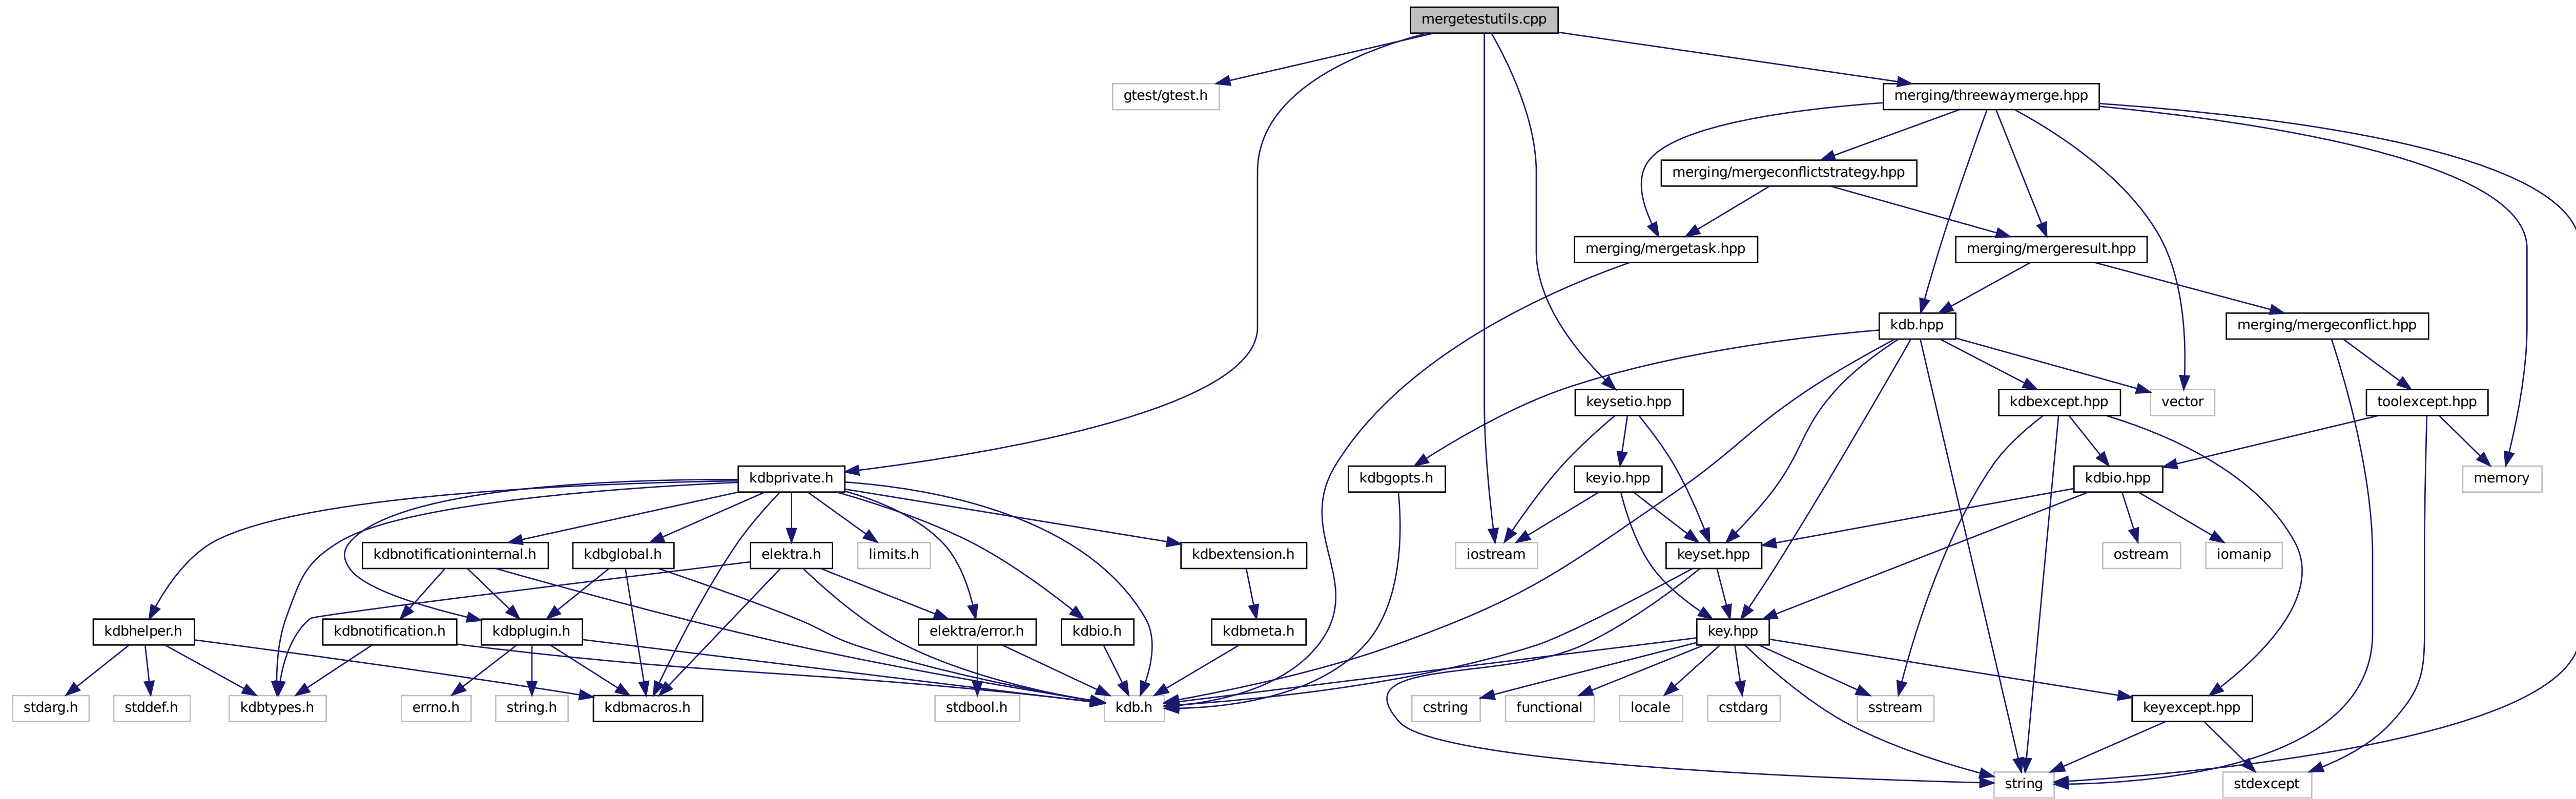 mergetestutils.cpp
gtest/gtest.h
merging/threewaymerge.hpp
merging/mergeconflictstrategy.hpp
merging/mergetask.hpp
merging/mergeresult.hpp
kdb.hpp
merging/mergeconflict.hpp
keysetio.hpp
kdbexcept.hpp
vector
toolexcept.hpp
kdbprivate.h
kdbgopts.h
keyio.hpp
kdbio.hpp
memory
kdbnotificationinternal.h
kdbglobal.h
elektra.h
limits.h
kdbextension.h
iostream
keyset.hpp
ostream
iomanip
kdbhelper.h
kdbnotification.h
kdbplugin.h
elektra/error.h
kdbio.h
kdbmeta.h
key.hpp
stdarg.h
stddef.h
kdbtypes.h
errno.h
string.h
kdbmacros.h
stdbool.h
kdb.h
cstring
functional
locale
cstdarg
sstream
keyexcept.hpp
string
stdexcept